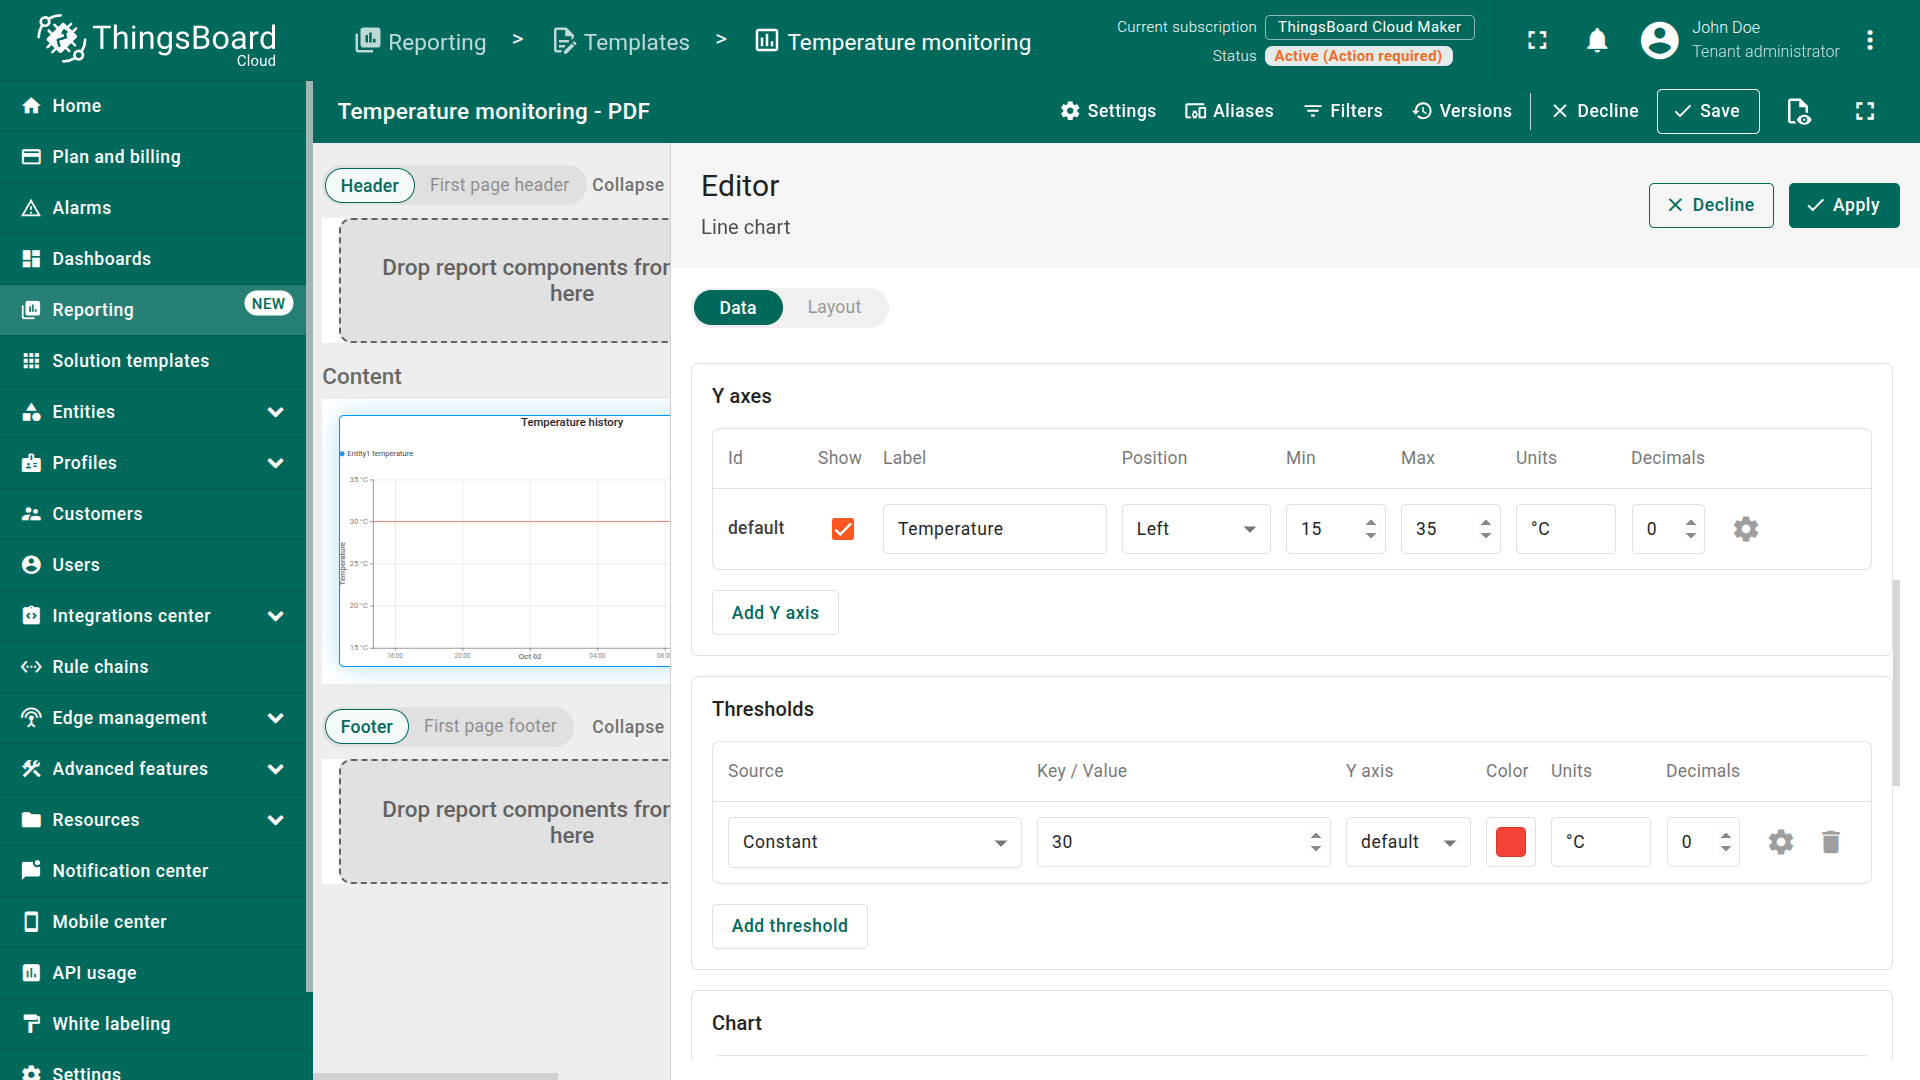 ThingsBoard
Cloud
Reporting > Templates > Temperature monitoring
Current subscription ThingsBoard Cloud Maker
Status Active (Action required)
John Doe
Tenant administrator
Home
Plan and billing
Alarms
Dashboards
Reporting NEW
Solution templates
Entities
Profiles
Customers
Users
Integrations center
Rule chains
Edge management
Advanced features
Resources
Notification center
Mobile center
API usage
White labeling
Settings
Temperature monitoring - PDF
Settings Aliases Filters Versions Decline Save
Header First page header Collapse
Drop report components from
here
Content
Temperature history
Entity1 temperature
35 °C
30 °C
25 °C
20 °C
15 °C
Temperature
16:00 20:00 Oct 02 04:00 08:0
Footer First page footer Collapse
Drop report components from
here
Editor
Line chart
Decline Apply
Data Layout
Y axes
Id Show Label Position Min Max Units Decimals
default Temperature Left 15 35 °C 0
Add Y axis
Thresholds
Source Key / Value Y axis Color Units Decimals
Constant 30 default °C 0
Add threshold
Chart